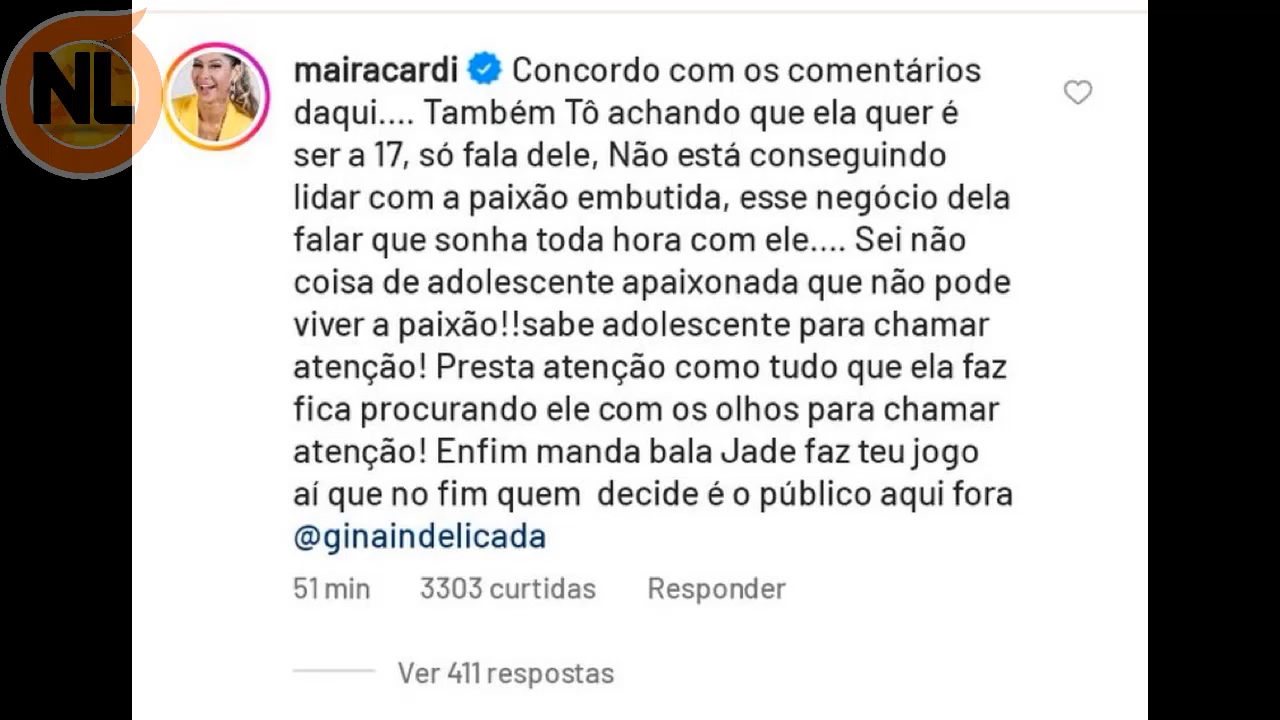 NL
mairacardi Concordo com os comentários
daqui.... Também Tô achando que ela quer é
ser a 17, só fala dele, Não está conseguindo
lidar com a paixão embutida, esse negócio dela
falar que sonha toda hora com ele.... Sei não
coisa de adolescente apaixonada que não pode
viver a paixão!!sabe adolescente para chamar
atenção! Presta atenção como tudo que ela faz
fica procurando ele com os olhos para chamar
atenção! Enfim manda bala Jade faz teu jogo
aí que no fim quem  decide é o público aqui fora
@ginaindelicada
51 min 3303 curtidas Responder
Ver 411 respostas